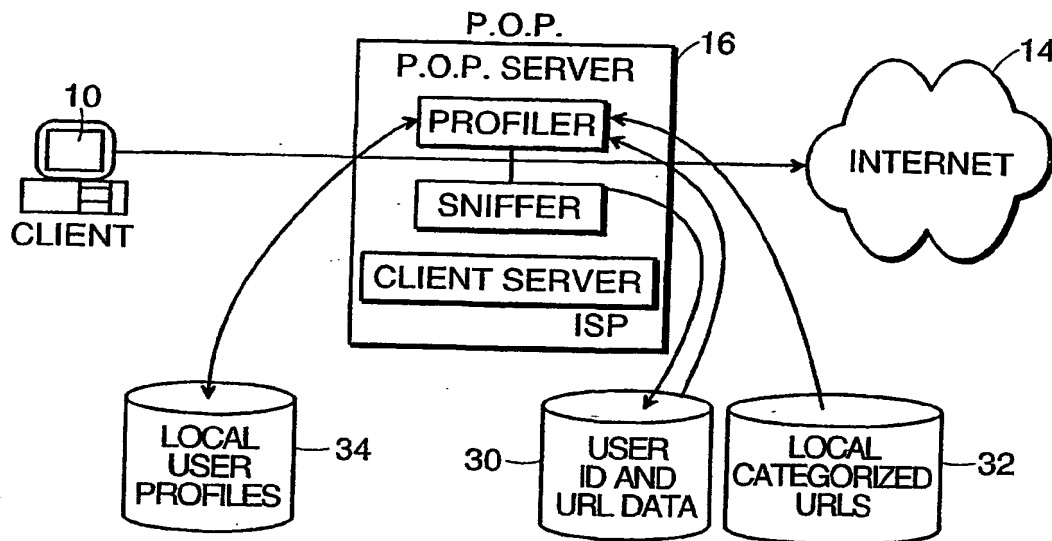 P.O.P.
P.O.P. SERVER
16
14
10
PROFILER
INTERNET
SNIFFER
CLIENT
CLIENT SERVER
ISP
LOCAL
USER
PROFILES
34
30
USER
ID AND
URL DATA
LOCAL
CATEGORIZED
URLS
32